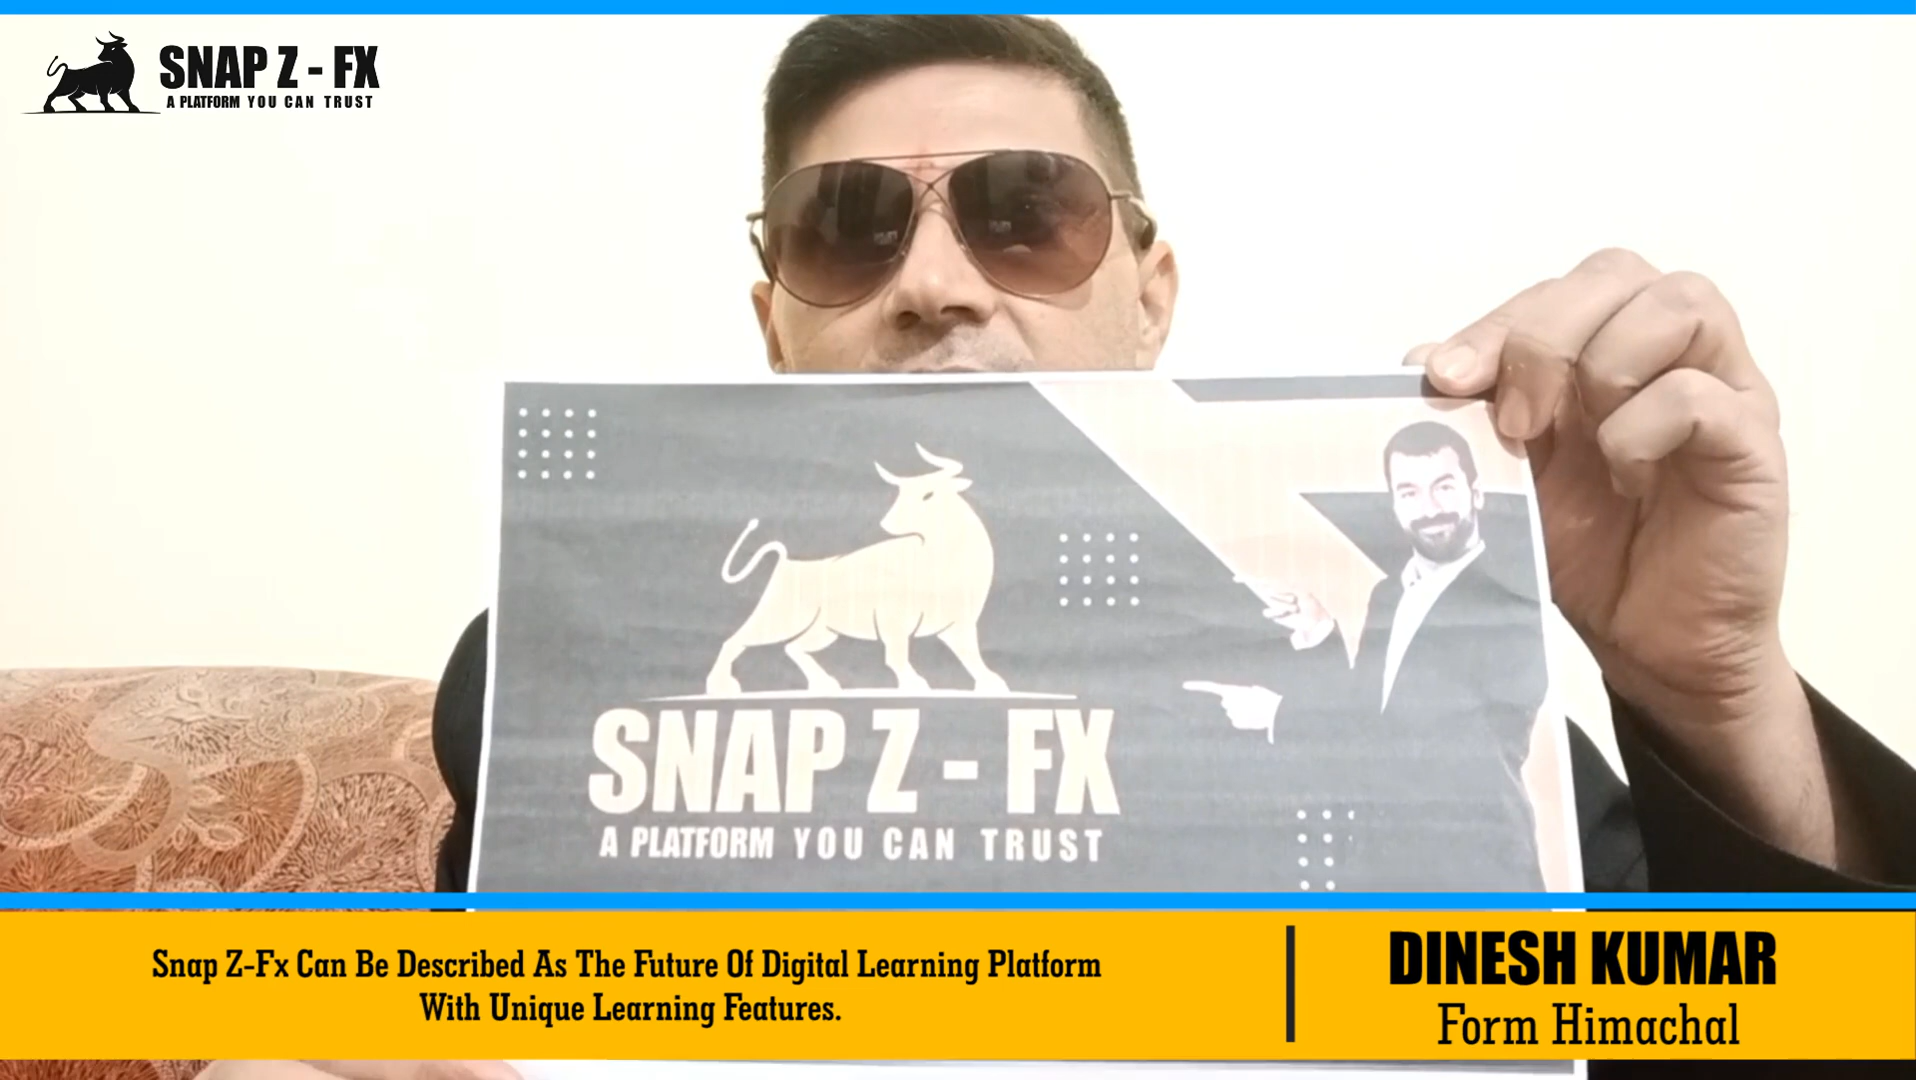 SNAP Z - FX
A PLATFORM YOU CAN TRUST
SNAP Z - FX
A PLATFORM YOU CAN TRUST
Snap Z-Fx Can Be Described As The Future Of Digital Learning Platform
With Unique Learning Features.
DINESH KUMAR
Form Himachal